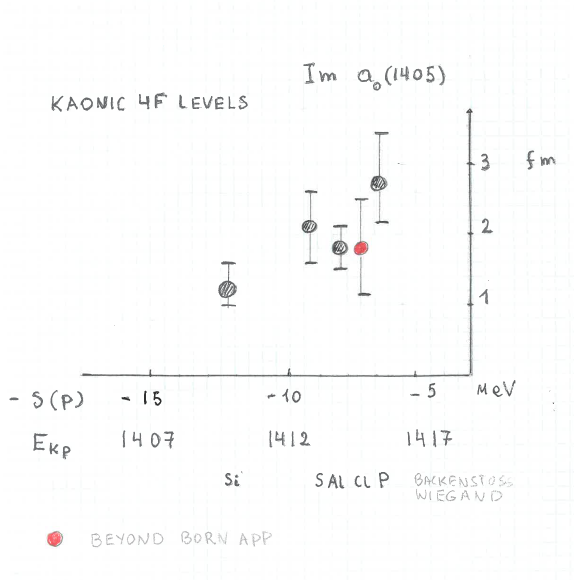 Im a₀(1405)
KAONIC 4F LEVELS
3 fm
2
1
- S(P) -15 -10 -5 MeV
E_KP 1407 1412 1417
Si S Al CL P BACKENSTOSS
WIEGAND
BEYOND BORN APP